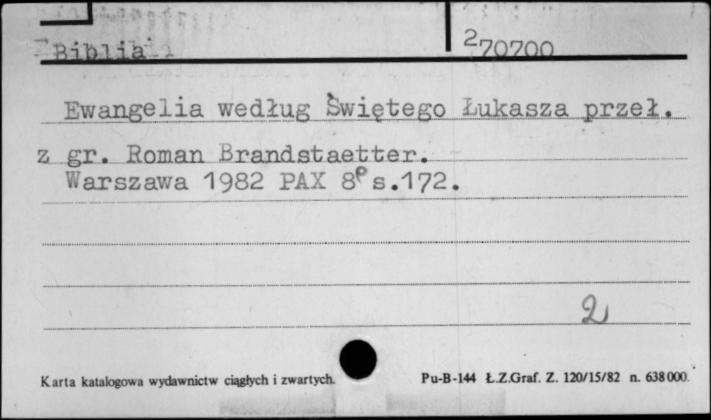 Biblia
270700
Ewangelia według Świętego Łukasza przeł.
z gr. Roman Brandstaetter.
Warszawa 1982 PAX 8° s.172.
2
Karta katalogowa wydawnictw ciągłych i zwartych.
Pu-B-144 Ł.Z.Graf. Z. 120/15/82 n. 638000.